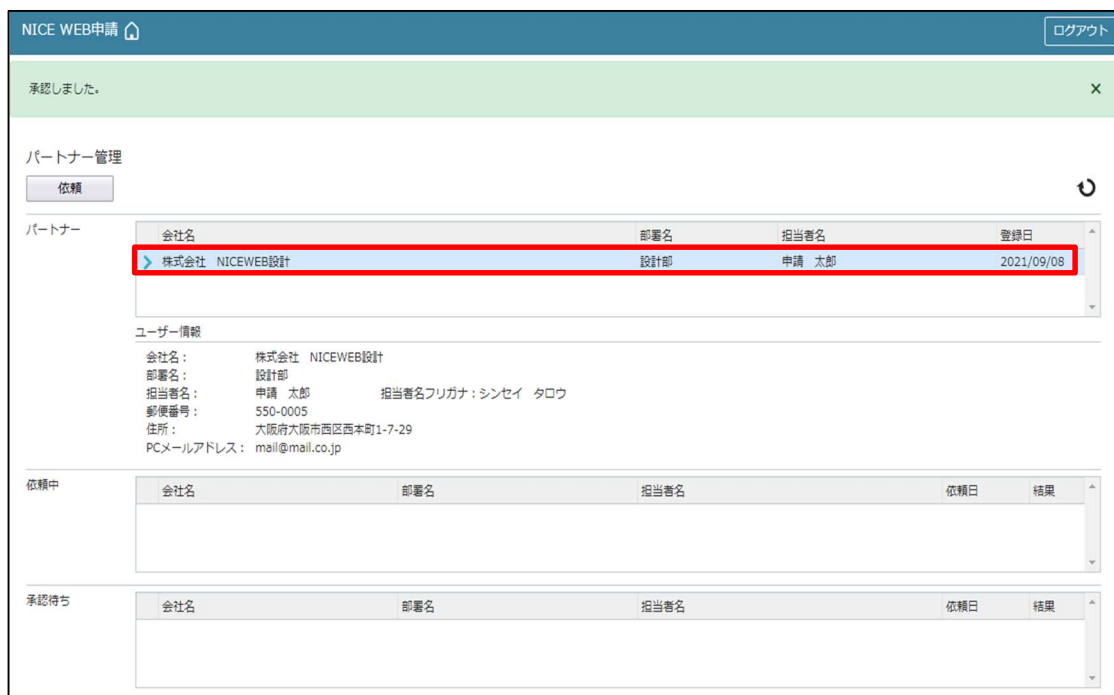 NICE WEB申請
ログアウト
承認しました。
×
パートナー管理
依頼
パートナー
会社名 部署名 担当者名 登録日
株式会社 NICEWEB設計 設計部 申請 太郎 2021/09/08
ユーザー情報
会社名: 株式会社 NICEWEB設計
部署名: 設計部
担当者名: 申請 太郎 担当者名フリガナ:シンセイ タロウ
郵便番号: 550-0005
住所: 大阪府大阪市西区西本町1-7-29
PCメールアドレス: mail@mail.co.jp
依頼中
会社名 部署名 担当者名 依頼日 結果
承認待ち
会社名 部署名 担当者名 依頼日 結果